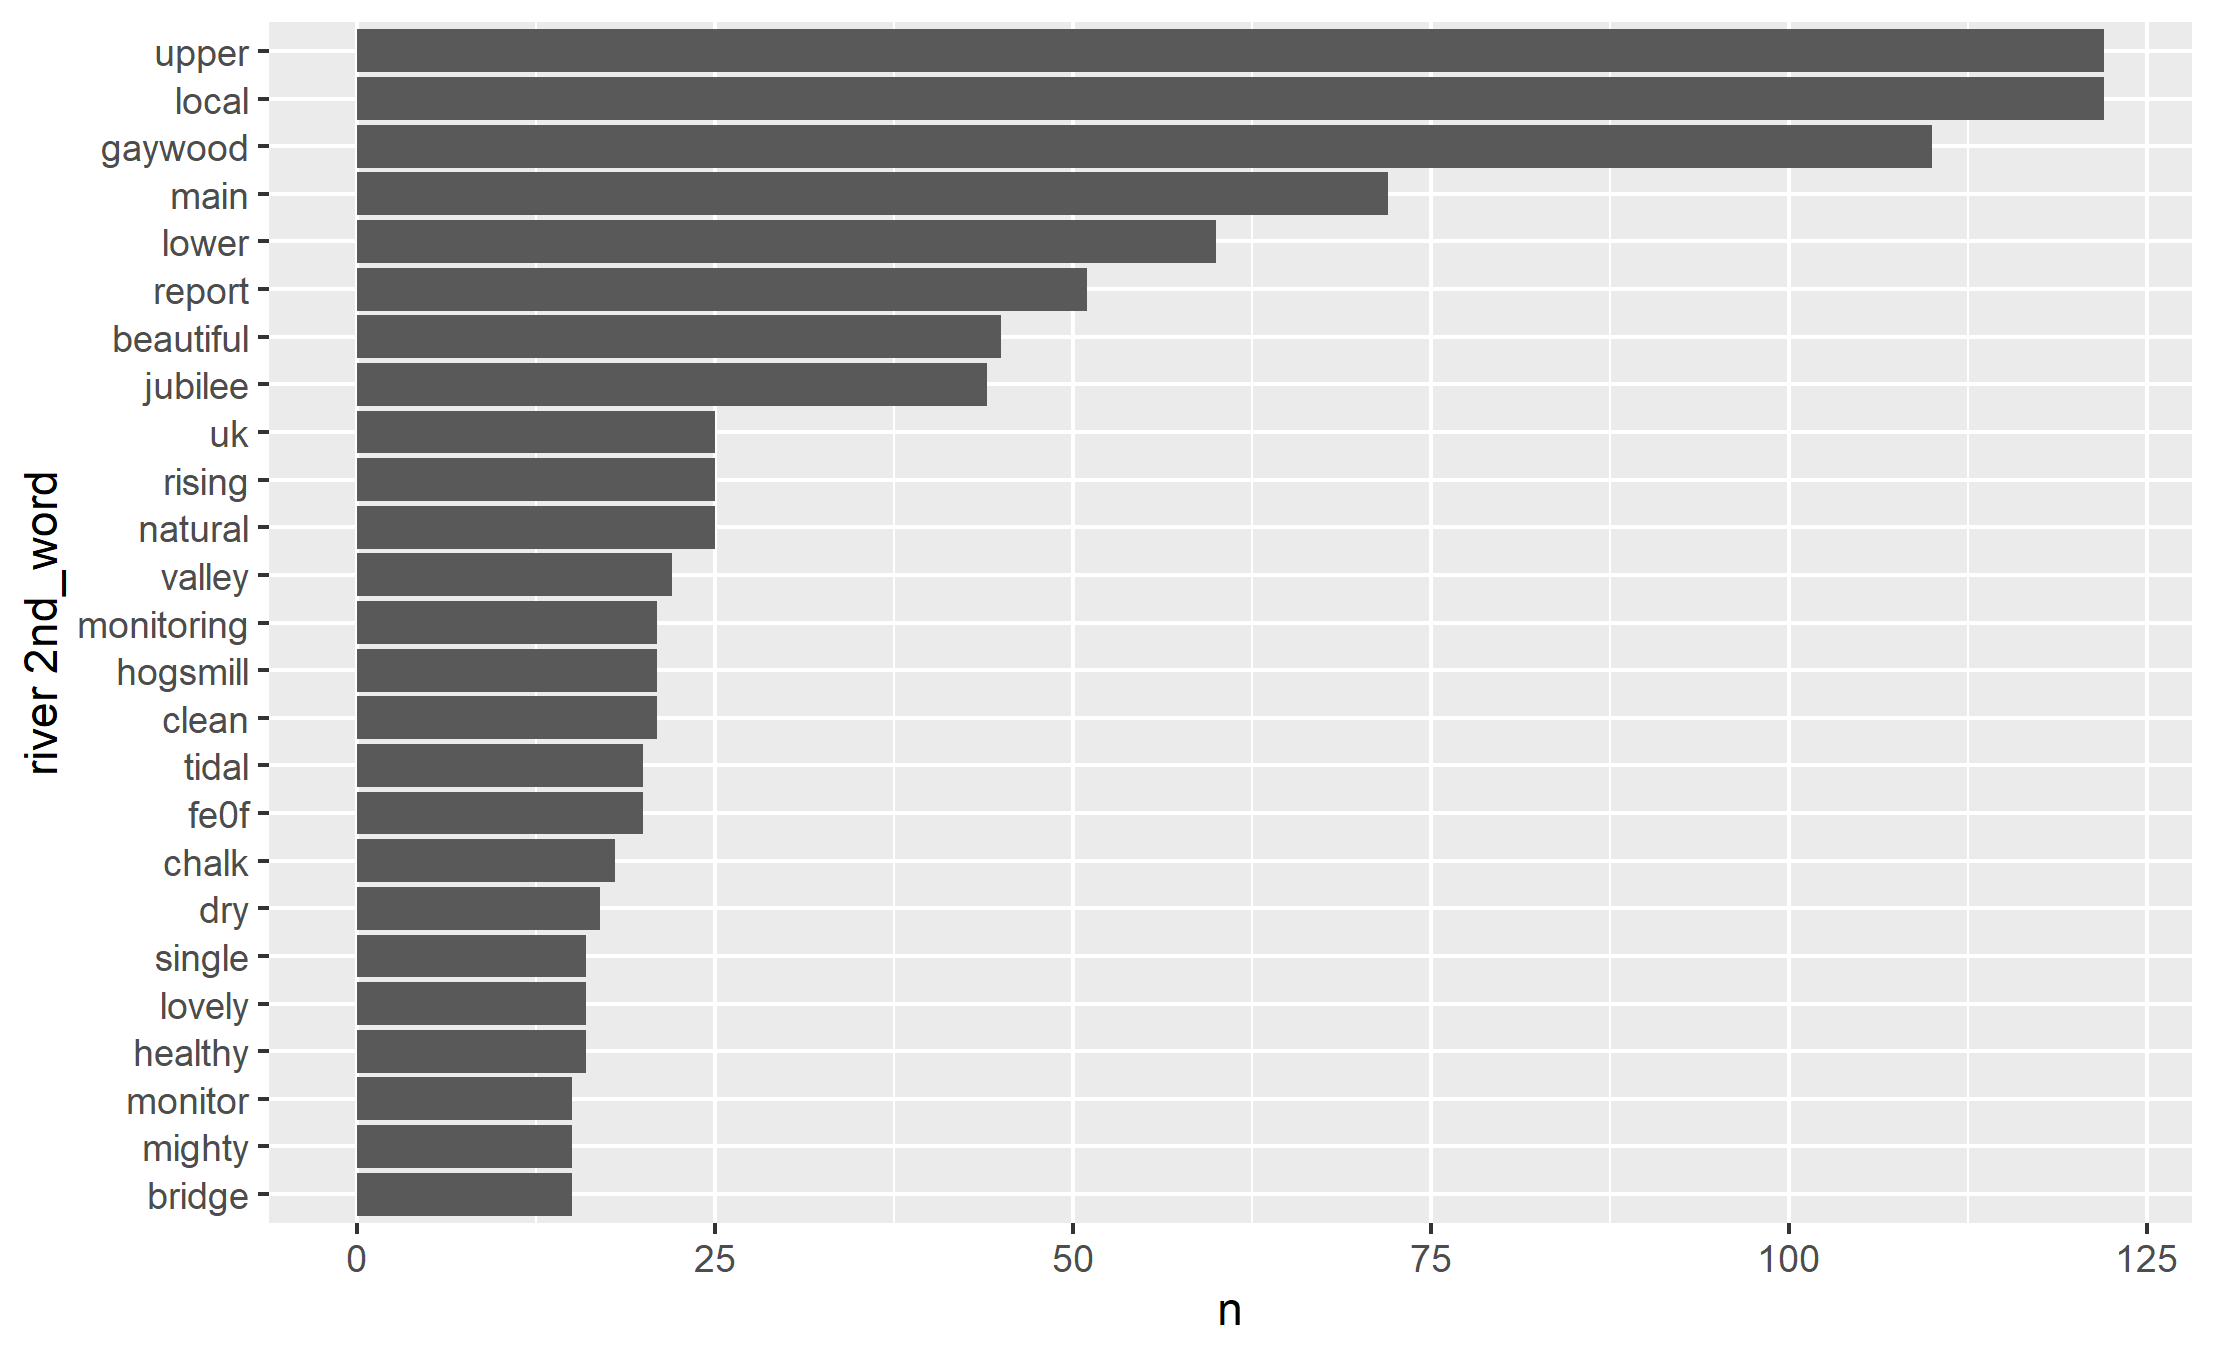 upper
local
gaywood
main
lower
report
beautiful
jubilee
uk
rising
natural
valley
monitoring
hogsmill
clean
tidal
fe0f
chalk
dry
single
lovely
healthy
monitor
mighty
bridge
river 2nd_word
0 25 50 75 100 125
n